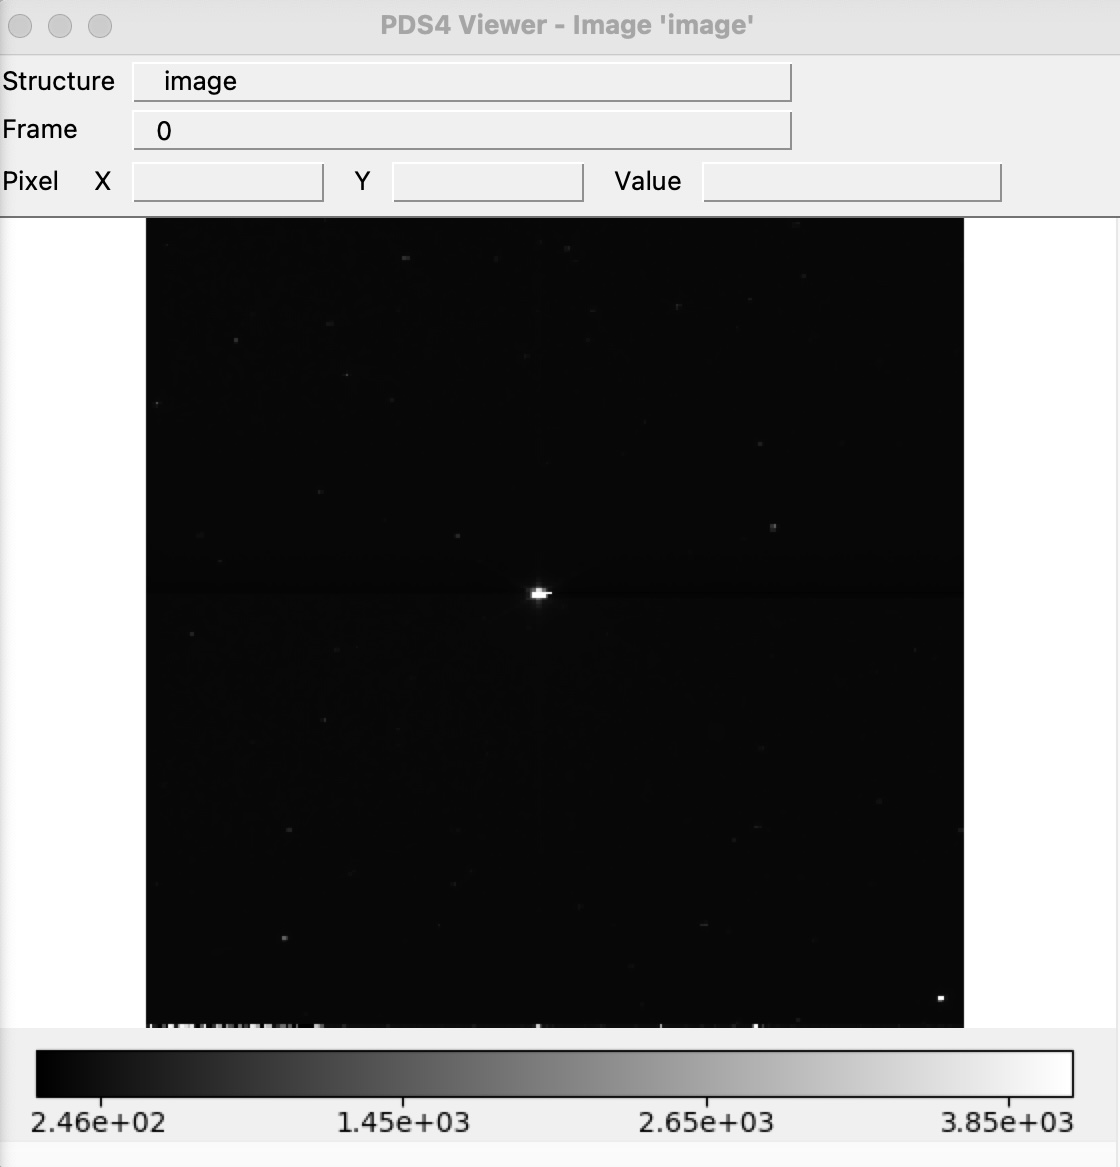 PDS4 Viewer - Image 'image'
Structure image
Frame 0
Pixel X Y Value
2.46e+02 1.45e+03 2.65e+03 3.85e+03